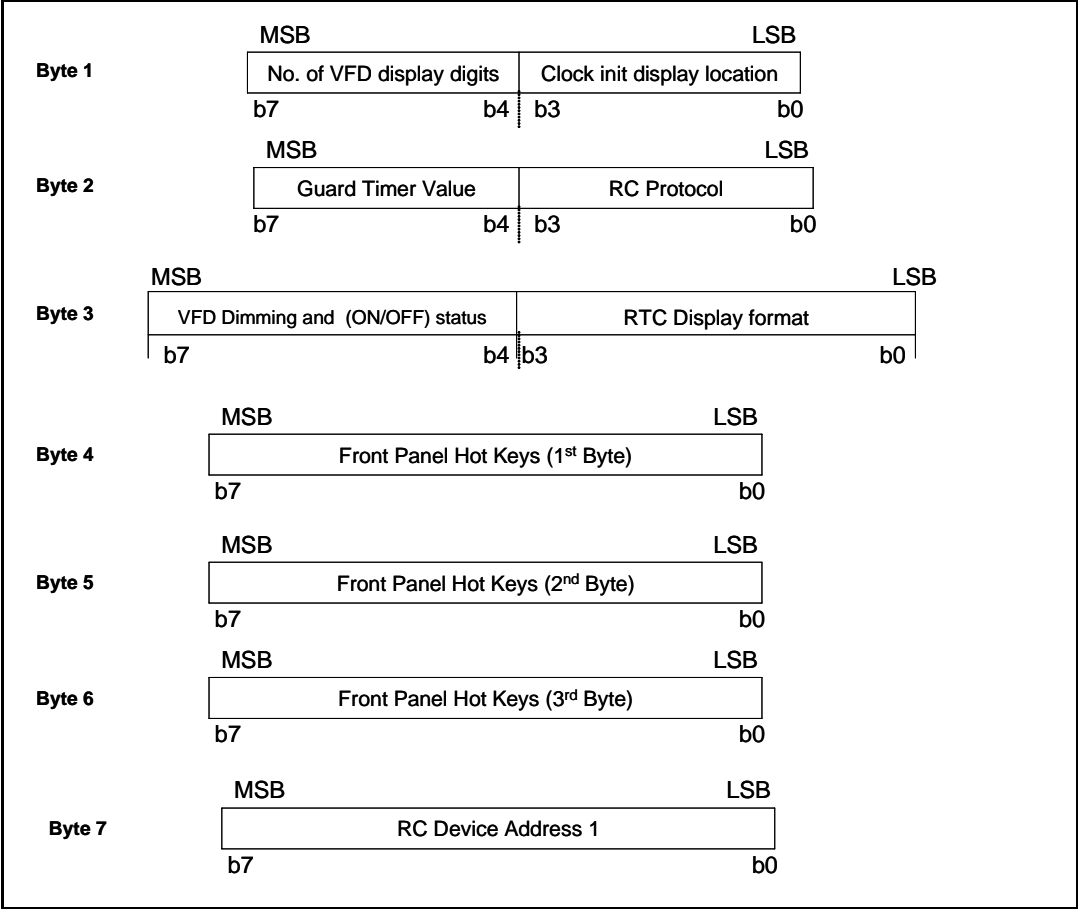 MSB LSB
Byte 1 No. of VFD display digits Clock init display location
b7 b4 b3 b0
MSB LSB
Byte 2 Guard Timer Value RC Protocol
b7 b4 b3 b0
MSB LSB
Byte 3 VFD Dimming and (ON/OFF) status RTC Display format
b7 b4 b3 b0
MSB LSB
Byte 4 Front Panel Hot Keys (1st Byte)
b7 b0
MSB LSB
Byte 5 Front Panel Hot Keys (2nd Byte)
b7 b0
MSB LSB
Byte 6 Front Panel Hot Keys (3rd Byte)
b7 b0
MSB LSB
Byte 7 RC Device Address 1
b7 b0